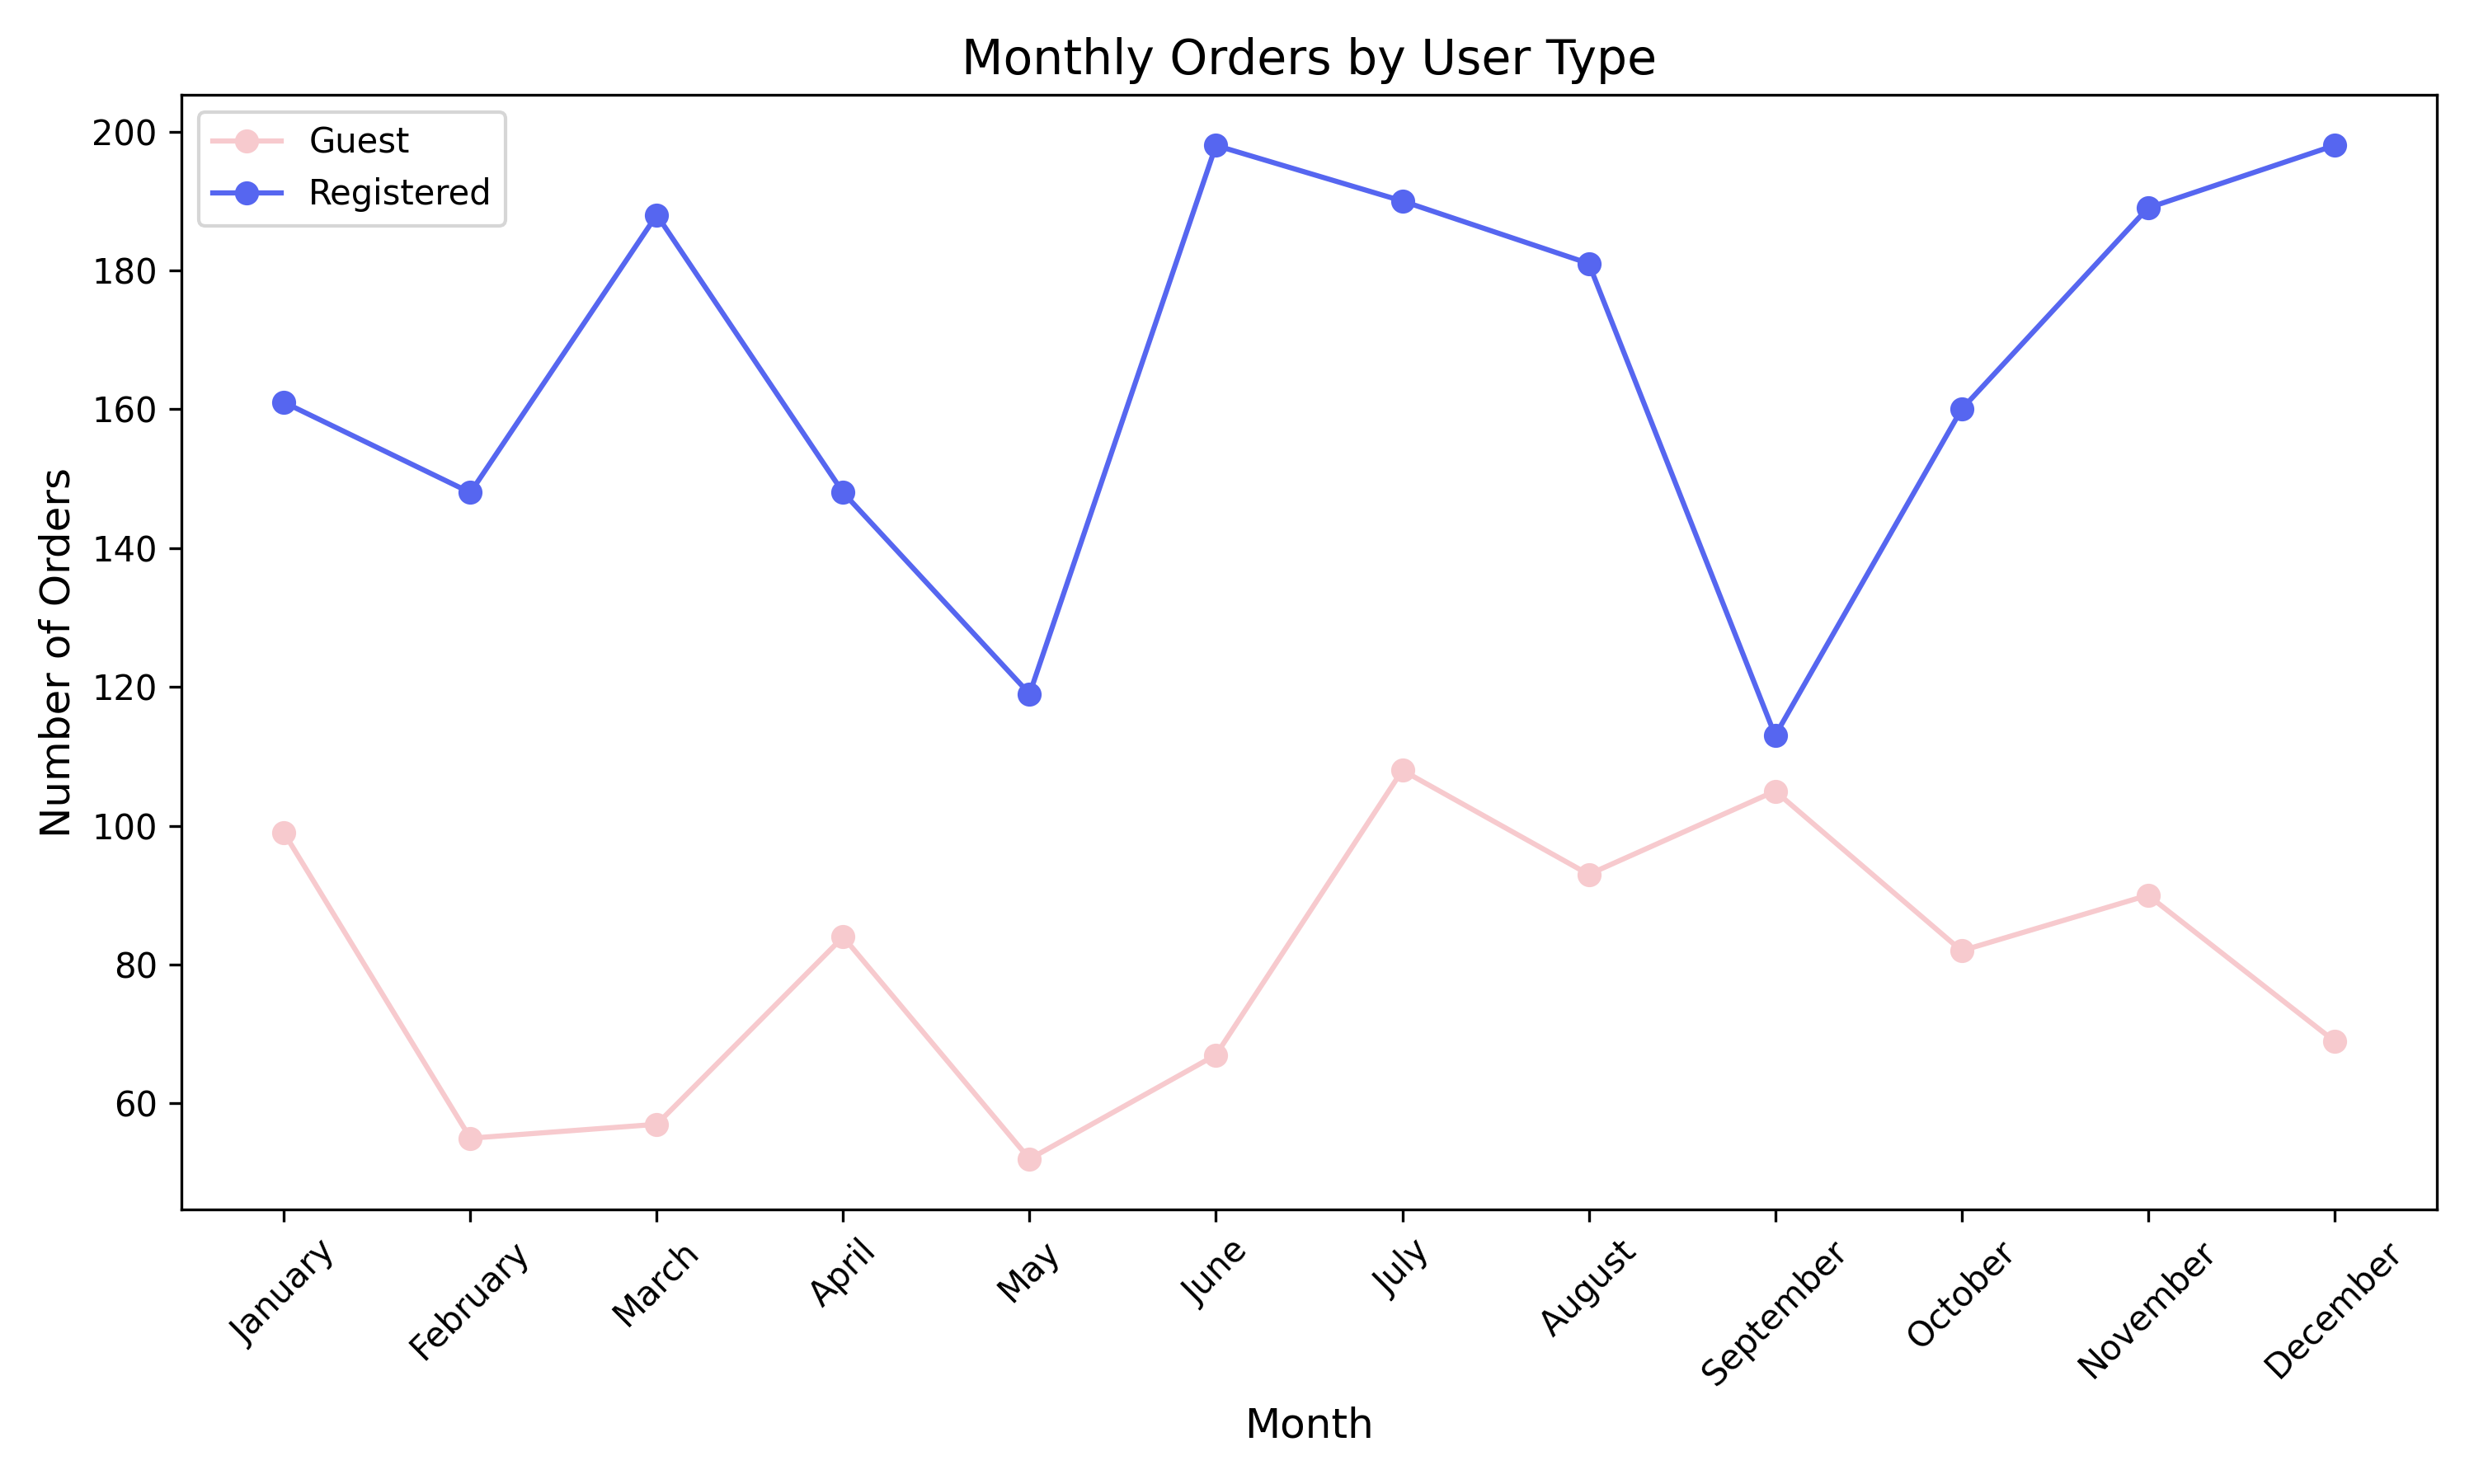 Monthly Orders by User Type
Guest
Registered
Number of Orders
200
180
160
140
120
100
80
60
January
February
March
April
May
June
July
August
September
October
November
December
Month